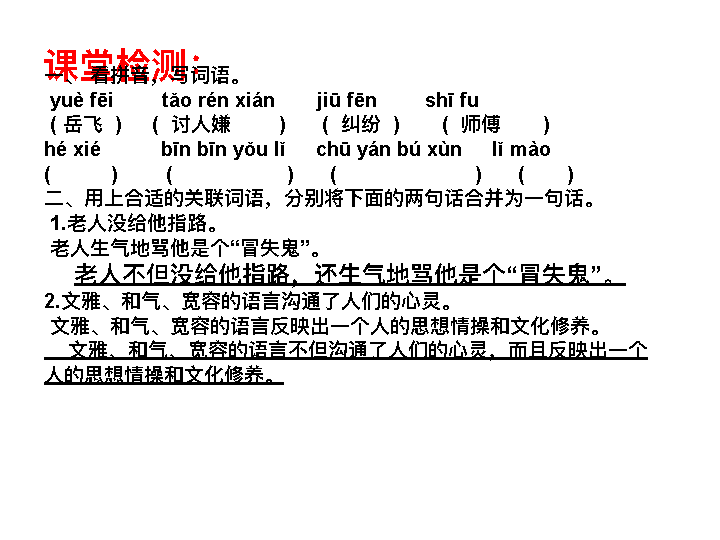 课堂检测：
一、 看拼音，写词语。
yuè fēi tǎo rén xián jiū fēn shī fu
( 岳飞 ) ( 讨人嫌 ) ( 纠纷 ) ( 师傅 )
hé xié bīn bīn yǒu lǐ chū yán bú xùn lǐ mào
( ) ( ) ( ) ( )
二、用上合适的关联词语，分别将下面的两句话合并为一句话。
1.老人没给他指路。
老人生气地骂他是个“冒失鬼”。
老人不但没给他指路，还生气地骂他是个“冒失鬼”。
2.文雅、和气、宽容的语言沟通了人们的心灵。
文雅、和气、宽容的语言反映出一个人的思想情操和文化修养。
文雅、和气、宽容的语言不但沟通了人们的心灵，而且反映出一个
人的思想情操和文化修养。